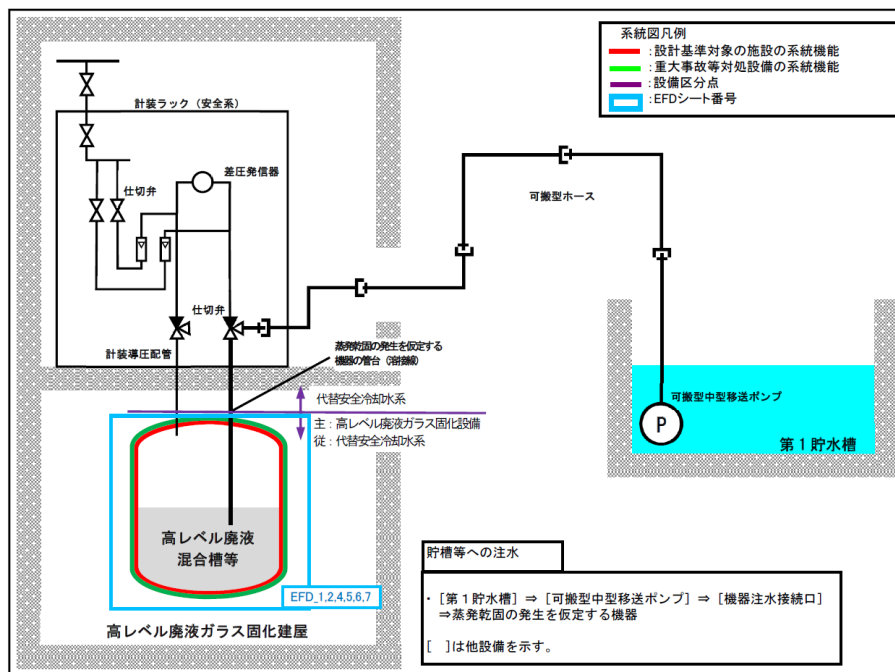 系統図凡例
:設計基準対象の施設の系統機能
:重大事故等対処設備の系統機能
:設備区分点
:EFDシート番号
計装ラック（安全系）
差圧発信器
仕切弁
可搬型ホース
仕切弁
計装導圧配管
蒸発乾固の発生を仮定する
機器の管台（溶接線）
代替安全冷却水系
主：高レベル廃液ガラス固化設備
従：代替安全冷却水系
可搬型中型移送ポンプ
P
第１貯水槽
高レベル廃液
混合槽等
EFD_1,2,4,5,6,7
高レベル廃液ガラス固化建屋
貯槽等への注水
・［第１貯水槽］⇒［可搬型中型移送ポンプ］⇒［機器注水接続口］
⇒蒸発乾固の発生を仮定する機器
［　］は他設備を示す。